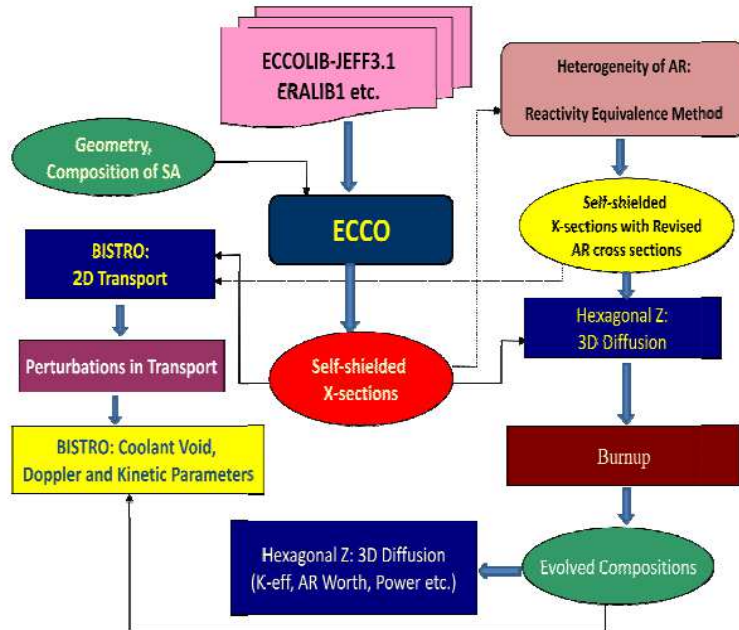 ECCOLIB-JEFF3.1
ERALIB1 etc.
Heterogeneity of AR:
Reactivity Equivalence Method
Geometry,
Composition of SA
ECCO
Self-shielded
X-sections with Revised
AR cross sections
BISTRO:
2D Transport
Hexagonal Z:
3D Diffusion
Perturbations in Transport
Self-shielded
X-sections
BISTRO: Coolant Void,
Doppler and Kinetic Parameters
Burnup
Hexagonal Z: 3D Diffusion
(K-eff, AR Worth, Power etc.)
Evolved Compositions